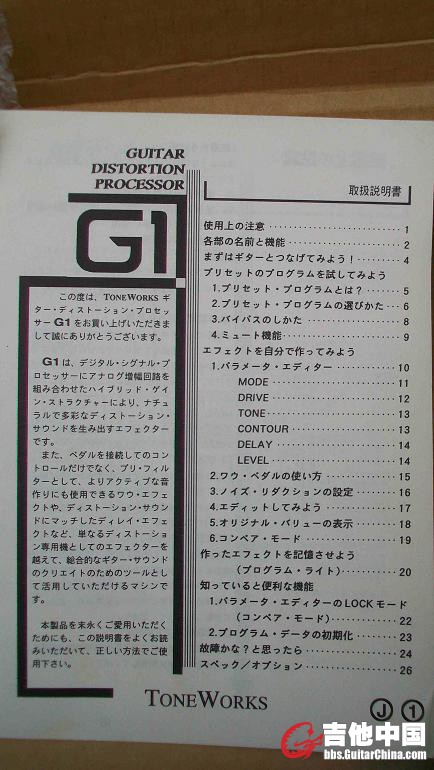 GUITAR
DISTORTION
PROCESSOR
G1
この度は、TONEWORKS ギ
ター・ディストーション・プロセッ
サー G1 をお買い上げいただきま
して誠にありがとうございます。
G1 は、デジタル・シグナル・プ
ロセッサーにアナログ増幅回路を
組み合わせたハイブリッド・ゲイ
ン・ストラクチャーにより、ナチュ
ラルで多彩なディストーション・
サウンドを生み出すエフェクター
です。
また、ペダルを接続してのコン
トロールだけでなく、プリ・フィル
ターとして、よりアクティブな音
作りにも使用できるワウ・エフェ
クトや、ディストーション・サウン
ドにマッチしたディレイ・エフェ
クトなど、単なるディストーショ
ン専用機としてのエフェクターを
越えて、総合的なギター・サウンド
のクリエイトのためのツールとし
て活用していただけるマシンで
す。
本製品を末永くご愛用いただく
ためにも、この説明書をよくお読
みいただいて、正しい方法でご使
用下さい。
取扱説明書
使用上の注意 ････････････････････ 1
各部の名前と機能 ････････････････ 2
まずはギターとつなげてみよう! ･･･････ 4
プリセットのプログラムを試してみよう
1.プリセット・プログラムとは? ･････ 5
2.プリセット・プログラムの選びかた ･･ 6
3.バイパスのしかた ･･････････････ 8
4.ミュート機能 ･････････････････ 9
エフェクトを自分で作ってみよう
1.パラメータ・エディター ･････････ 10
MODE ･･････････････････ 11
DRIVE ･･････････････････ 12
TONE ･･････････････････ 13
CONTOUR ･･････････････ 13
DELAY ･････････････････ 14
LEVEL ･････････････････ 14
2.ワウ・ペダルの使い方 ･･････････ 15
3.ノイズ・リダクションの設定 ･･････ 16
4.エディットしてみよう ･･････････ 17
5.オリジナル・バリューの表示 ･･････ 18
6.コンペア・モード ･････････････ 19
作ったエフェクトを記憶させよう
(プログラム・ライト) ･････････ 20
知っていると便利な機能
1.パラメータ・エディターのLOCKモード
(コンペア・モード) ････････ 22
2.プログラム・データの初期化 ･･････ 23
故障かな?と思ったら ･･････････････ 24
スペック/オプション ･･････････････ 26
TONEWORKS
J 1
吉他中国
bbs.GuitarChina.com